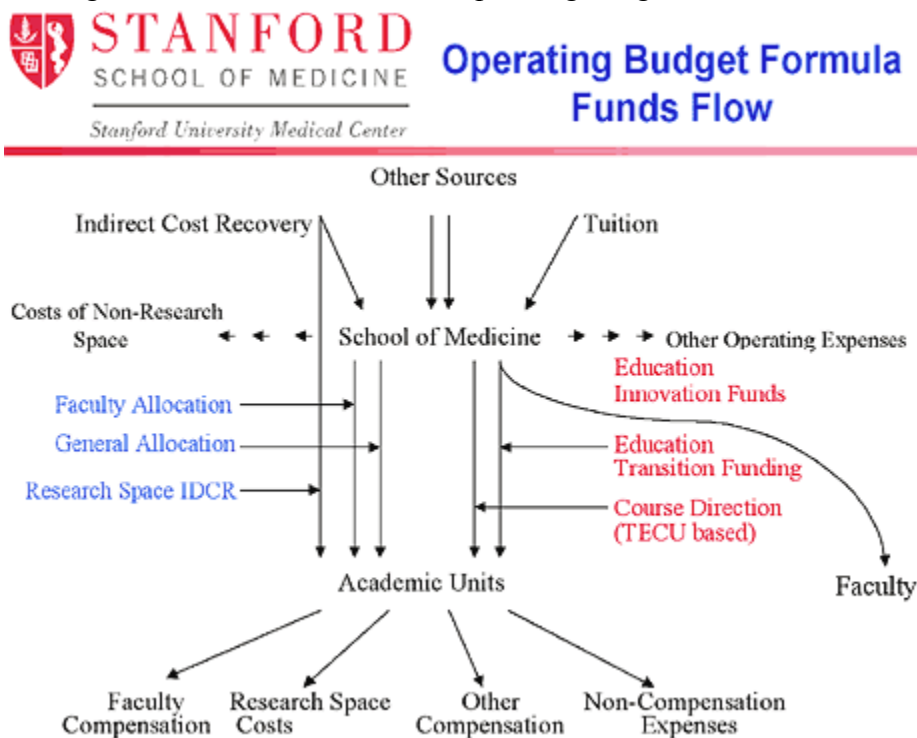 STANFORD
SCHOOL OF MEDICINE
Stanford University Medical Center
Operating Budget Formula
Funds Flow
Other Sources
Indirect Cost Recovery
Tuition
Costs of Non-Research
Space
School of Medicine
Other Operating Expenses
Education
Innovation Funds
Faculty Allocation
General Allocation
Education
Transition Funding
Research Space IDCR
Course Direction
(TECU based)
Academic Units
Faculty
Faculty
Compensation
Research Space
Costs
Other
Compensation
Non-Compensation
Expenses